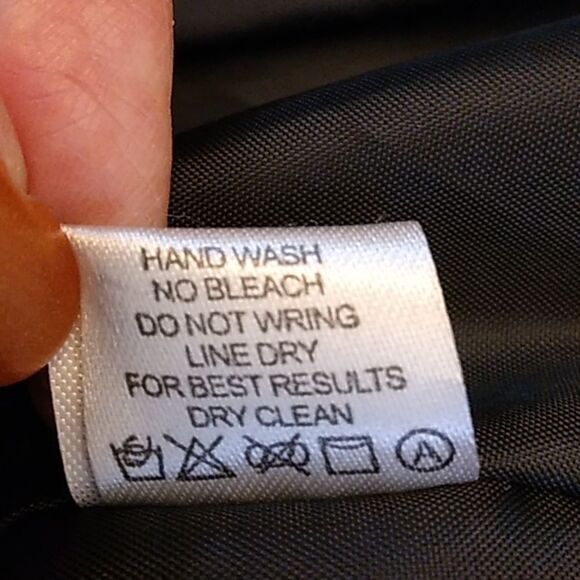 HAND WASH
NO BLEACH
DO NOT WRING
LINE DRY
FOR BEST RESULTS
DRY CLEAN
A